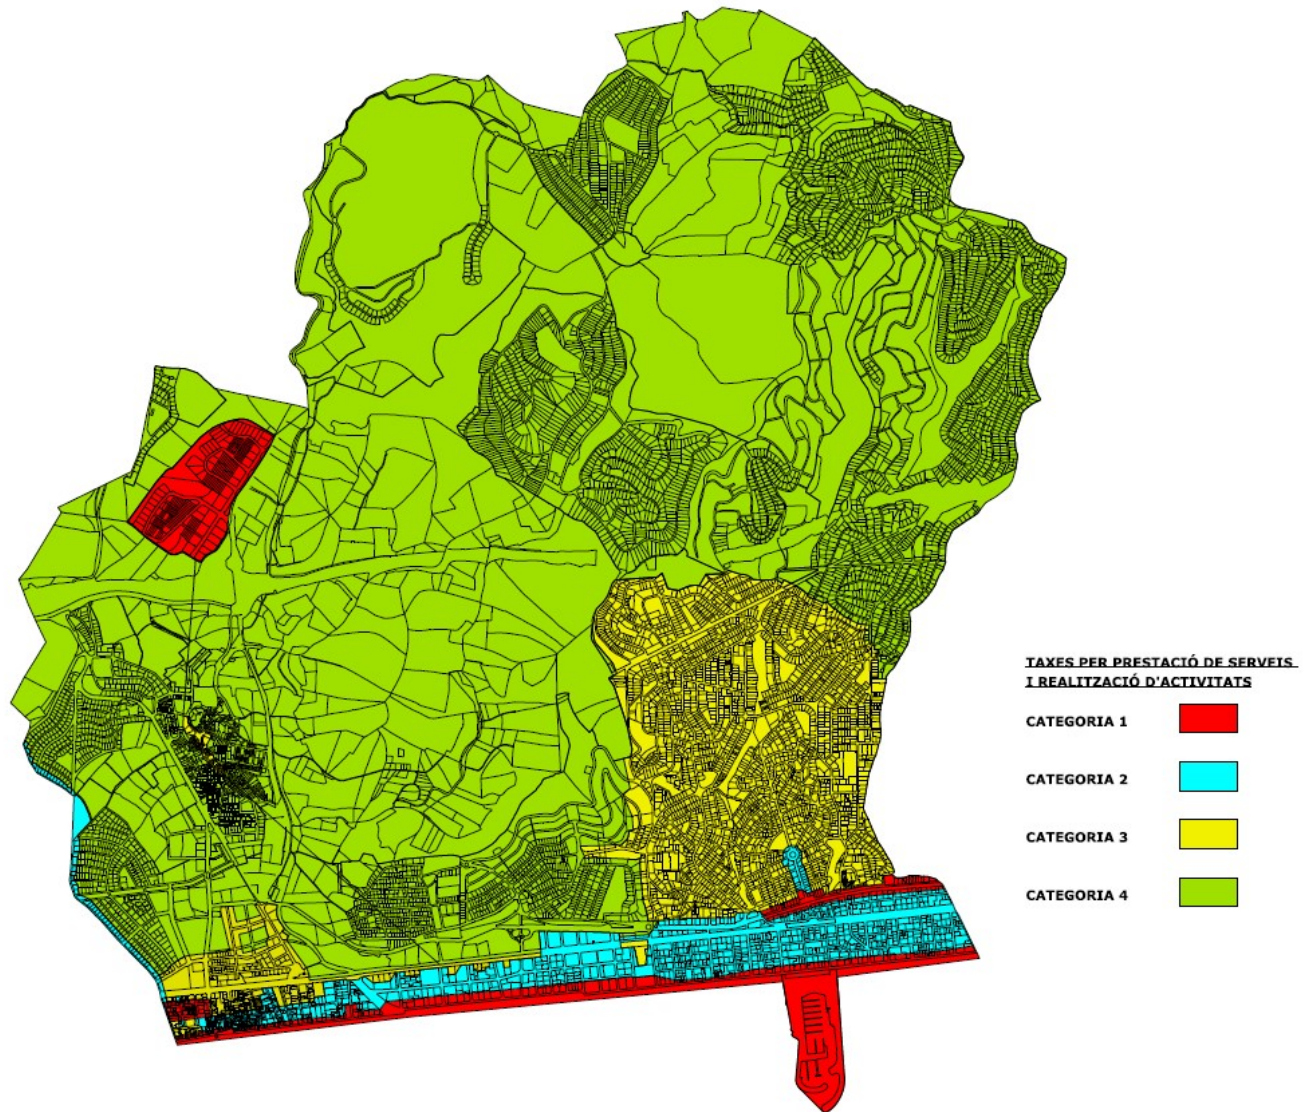 TAXES PER PRESTACIÓ DE SERVEIS
I REALITZACIÓ D'ACTIVITATS
CATEGORIA 1
CATEGORIA 2
CATEGORIA 3
CATEGORIA 4